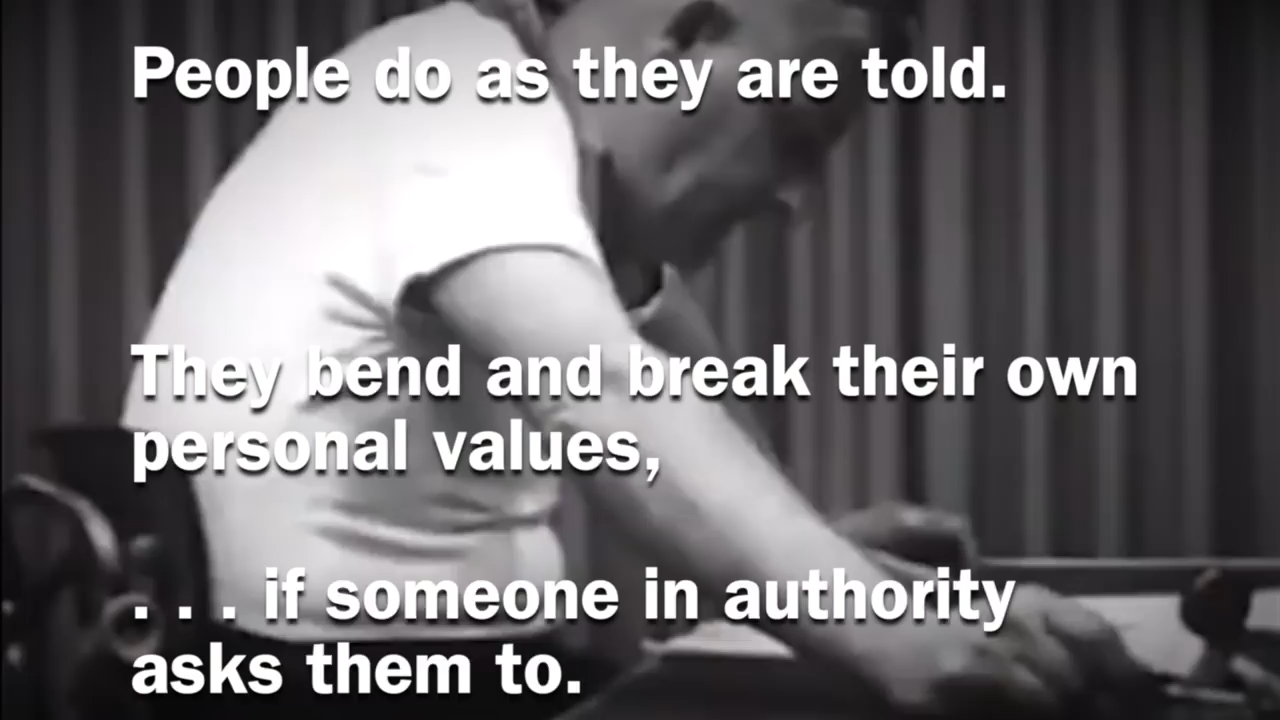 People do as they are told.
They bend and break their own
personal values,
. . . if someone in authority
asks them to.